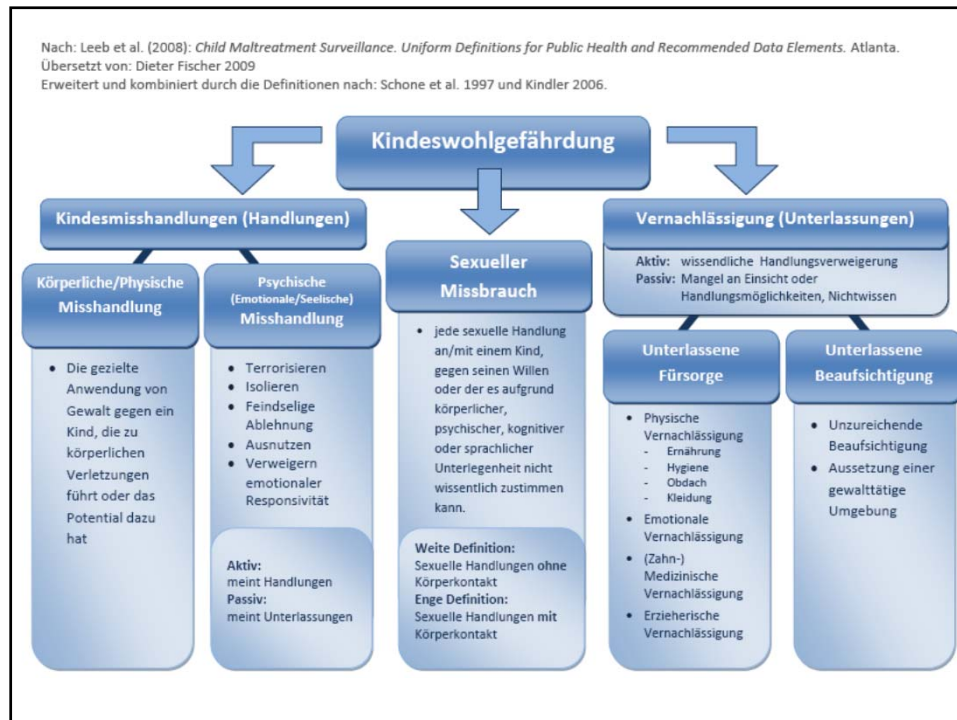 Nach: Leeb et al. (2008): Child Maltreatment Surveillance. Uniform Definitions for Public Health and Recommended Data Elements. Atlanta.
Übersetzt von: Dieter Fischer 2009
Erweitert und kombiniert durch die Definitionen nach: Schone et al. 1997 und Kindler 2006.
Kindeswohlgefährdung
Kindesmisshandlungen (Handlungen)
Körperliche/Physische
Misshandlung
• Die gezielte
Anwendung von
Gewalt gegen ein
Kind, die zu
körperlichen
Verletzungen
führt oder das
Potential dazu
hat
Psychische
(Emotionale/Seelische)
Misshandlung
• Terrorisieren
• Isolieren
• Feindselige
Ablehnung
• Ausnutzen
• Verweigern
emotionaler
Responsivität
Aktiv:
meint Handlungen
Passiv:
meint Unterlassungen
Sexueller
Missbrauch
• jede sexuelle Handlung
an/mit einem Kind,
gegen seinen Willen
oder der es aufgrund
körperlicher,
psychischer, kognitiver
oder sprachlicher
Unterlegenheit nicht
wissentlich zustimmen
kann.
Weite Definition:
Sexuelle Handlungen ohne
Körperkontakt
Enge Definition:
Sexuelle Handlungen mit
Körperkontakt
Vernachlässigung (Unterlassungen)
Aktiv: wissendliche Handlungsverweigerung
Passiv: Mangel an Einsicht oder
Handlungsmöglichkeiten, Nichtwissen
Unterlassene
Fürsorge
• Physische
Vernachlässigung
- Ernährung
- Hygiene
- Obdach
- Kleidung
• Emotionale
Vernachlässigung
• (Zahn-)
Medizinische
Vernachlässigung
• Erzieherische
Vernachlässigung
Unterlassene
Beaufsichtigung
• Unzureichende
Beaufsichtigung
• Aussetzung einer
gewalttätige
Umgebung